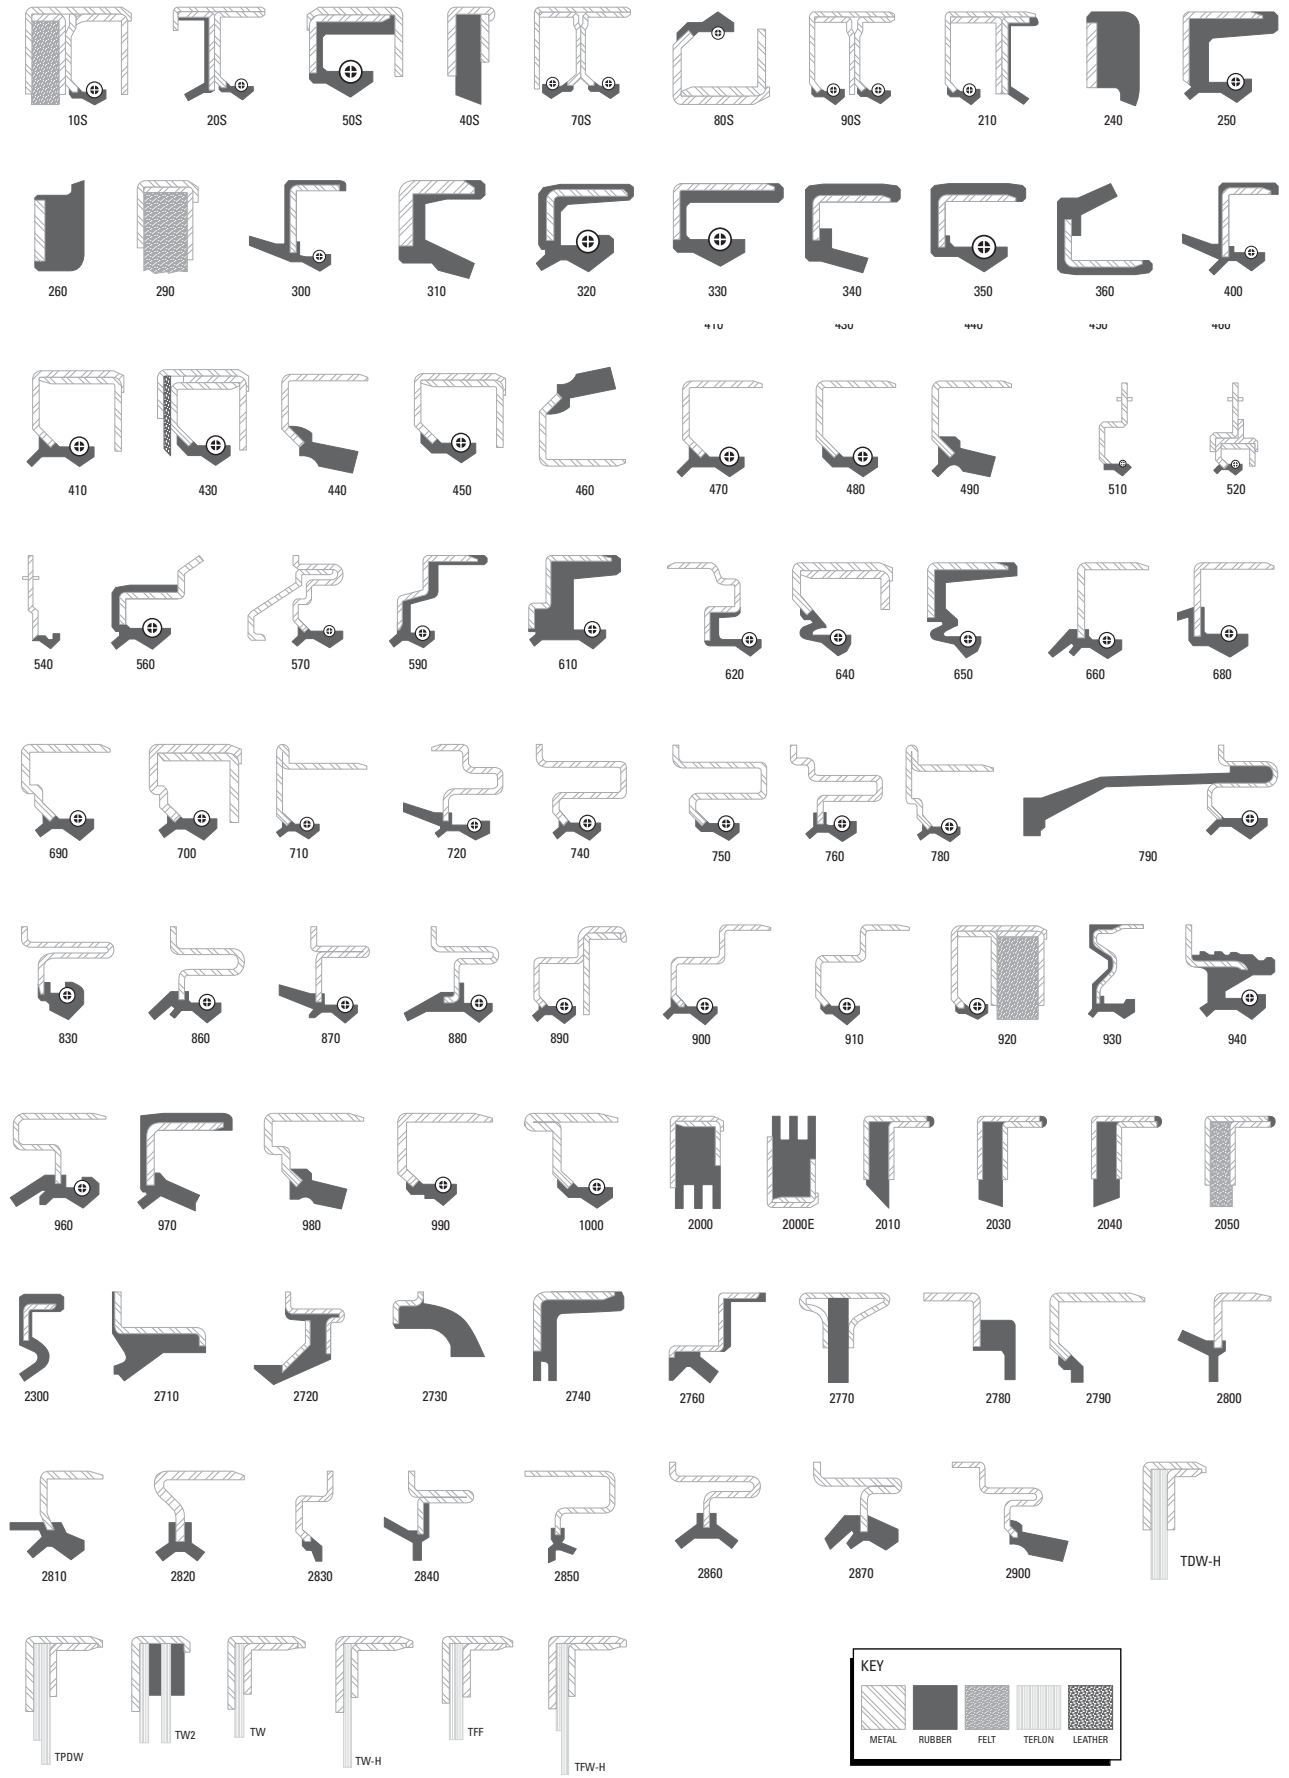 10S 20S 50S 40S 70S 80S 90S 210 240 250
260 290 300 310 320 330 340 350 360 400
410 430 440 450 460
410 430 440 450 460 470 480 490 510 520
540 560 570 590 610 620 640 650 660 680
690 700 710 720 740 750 760 780 790
830 860 870 880 890 900 910 920 930 940
960 970 980 990 1000 2000 2000E 2010 2030 2040 2050
2300 2710 2720 2730 2740 2760 2770 2780 2790 2800
2810 2820 2830 2840 2850 2860 2870 2900 TDW-H
TPDW TW2 TW TW-H TFF TFW-H
KEY
METAL RUBBER FELT TEFLON LEATHER